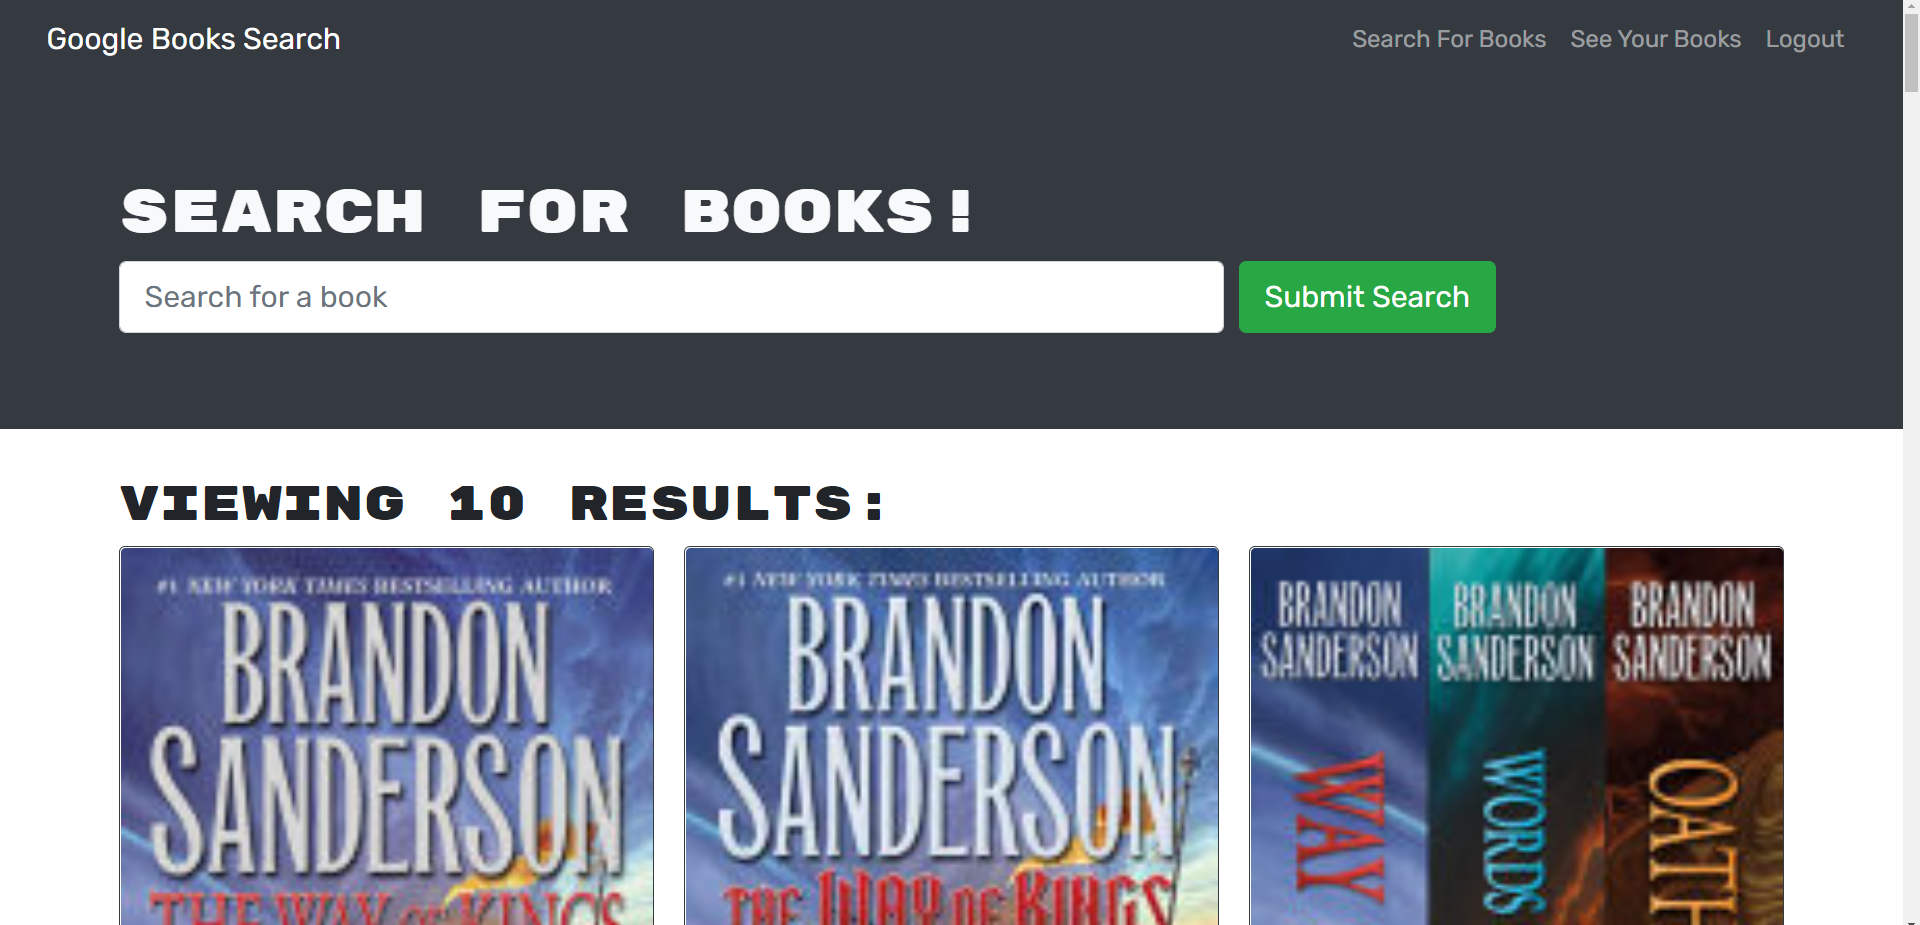 Google Books Search
Search For Books See Your Books Logout
SEARCH FOR BOOKS!
Search for a book
Submit Search
VIEWING 10 RESULTS:
#1 NEW YORK TIMES BESTSELLING AUTHOR
BRANDON
SANDERSON
THE WAY OF KINGS
#1 NEW YORK TIMES BESTSELLING AUTHOR
BRANDON
SANDERSON
THE WAY OF KINGS
BRANDON
SANDERSON
WAY
BRANDON
SANDERSON
WORDS
BRANDON
SANDERSON
OATH